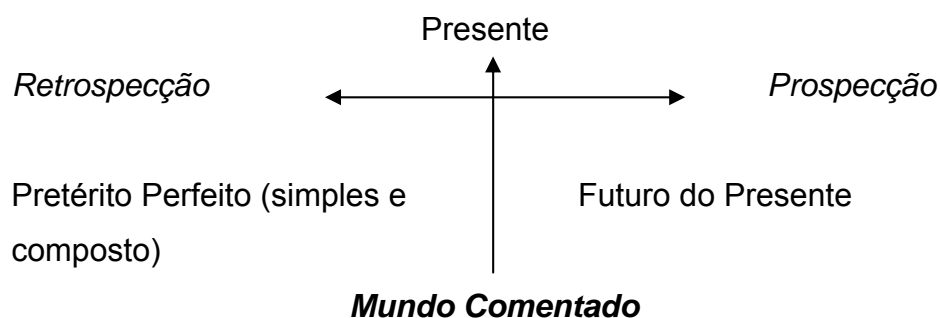 Presente
Retrospecção
Prospecção
Pretérito Perfeito (simples e
composto)
Futuro do Presente
Mundo Comentado